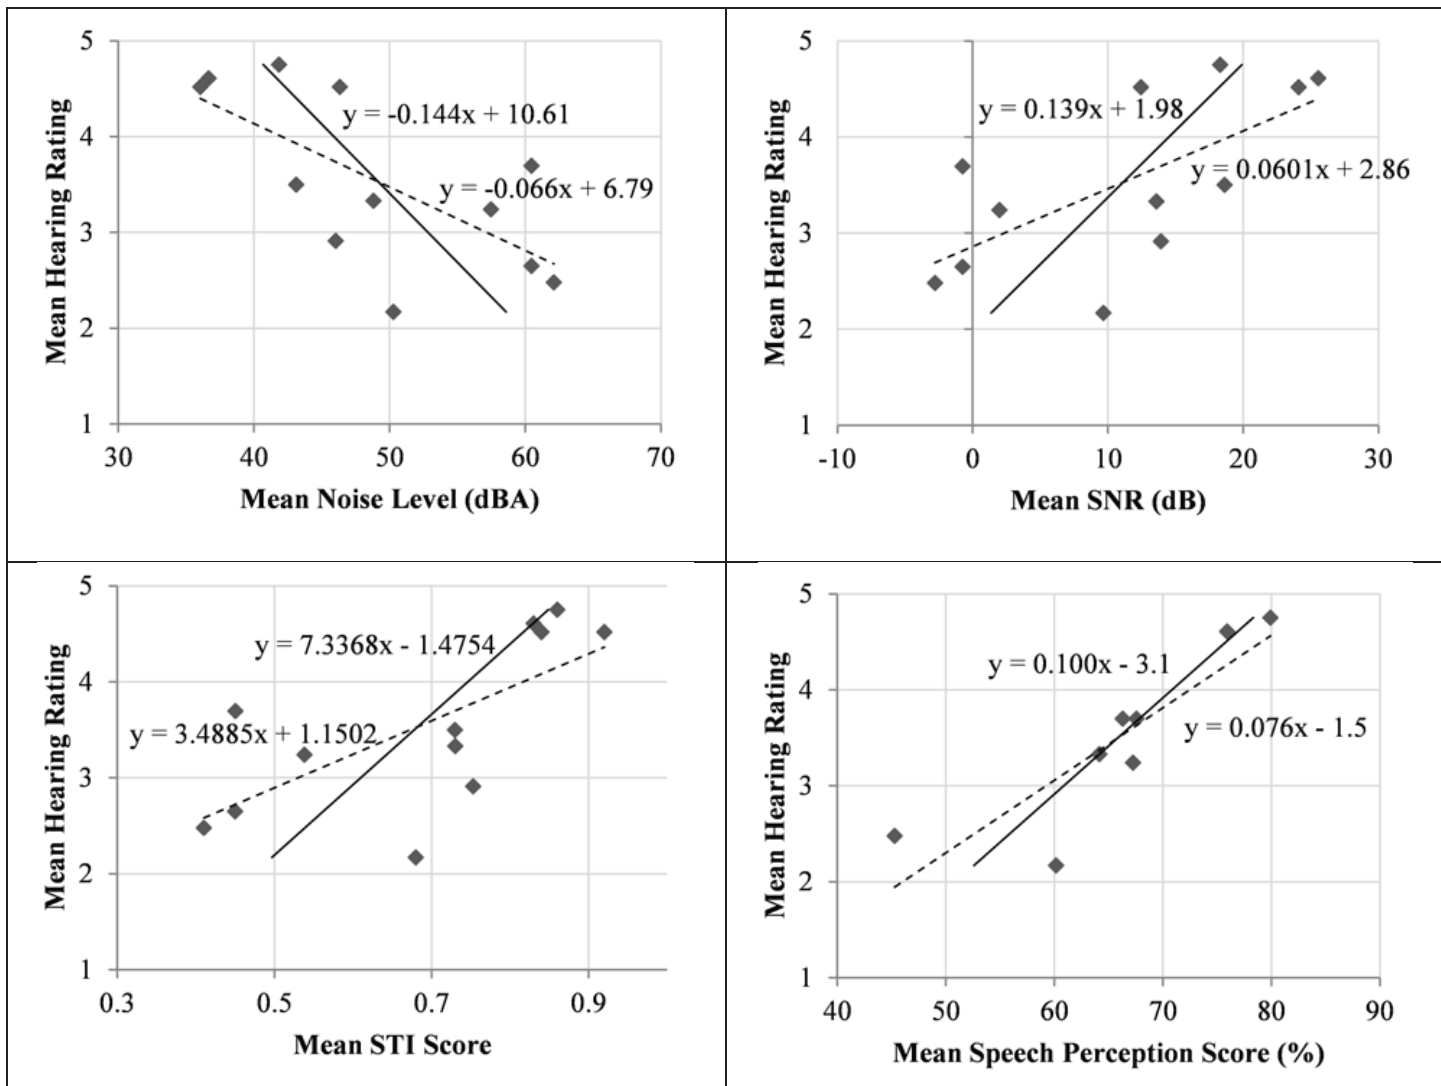 5
4
3
2
1
Mean Hearing Rating
y = -0.144x + 10.61
y = -0.066x + 6.79
30 40 50 60 70
Mean Noise Level (dBA)
5
4
3
2
1
Mean Hearing Rating
y = 0.139x + 1.98
y = 0.0601x + 2.86
-10 0 10 20 30
Mean SNR (dB)
5
4
3
2
1
Mean Hearing Rating
y = 7.3368x - 1.4754
y = 3.4885x + 1.1502
0.3 0.5 0.7 0.9
Mean STI Score
5
4
3
2
1
Mean Hearing Rating
y = 0.100x - 3.1
y = 0.076x - 1.5
40 50 60 70 80 90
Mean Speech Perception Score (%)